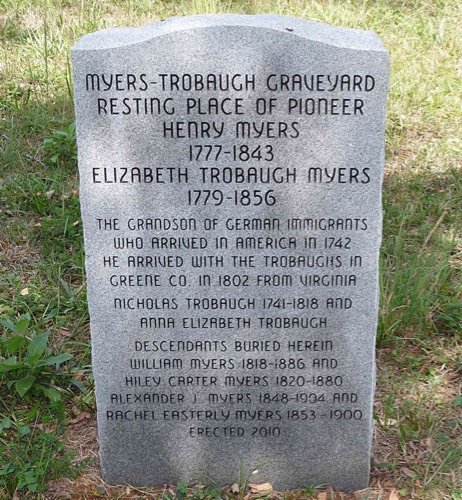 MYERS-TROBAUGH GRAVEYARD
RESTING PLACE OF PIONEER
HENRY MYERS
1777-1843
ELIZABETH TROBAUGH MYERS
1779-1856
THE GRANDSON OF GERMAN IMMIGRANTS
WHO ARRIVED IN AMERICA IN 1742
HE ARRIVED WITH THE TROBAUGHS IN
GREENE CO. IN 1802 FROM VIRGINIA
NICHOLAS TROBAUGH 1741-1818 AND
ANNA ELIZABETH TROBAUGH
DESCENDANTS BURIED HEREIN
WILLIAM MYERS 1818-1886 AND
HILEY CARTER MYERS 1820-1880
ALEXANDER J. MYERS 1848-1904 AND
RACHEL EASTERLY MYERS 1853-1900
ERECTED 2010